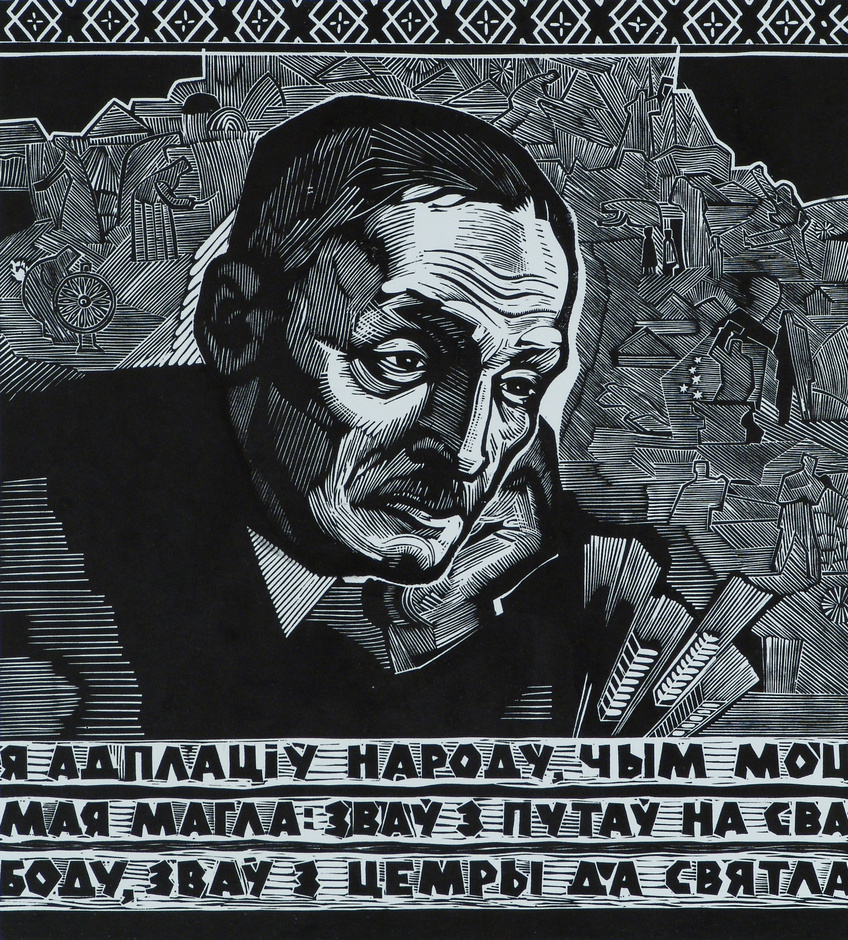 Я АДПЛАЦІЎ НАРОДУ, ЧЫМ МОЦ
МАЯ МАГЛА: ЗВАЎ З ПУТАЎ НА СВА
БОДУ, ЗВАЎ З ЦЕМРЫ ДА СВЯТЛА